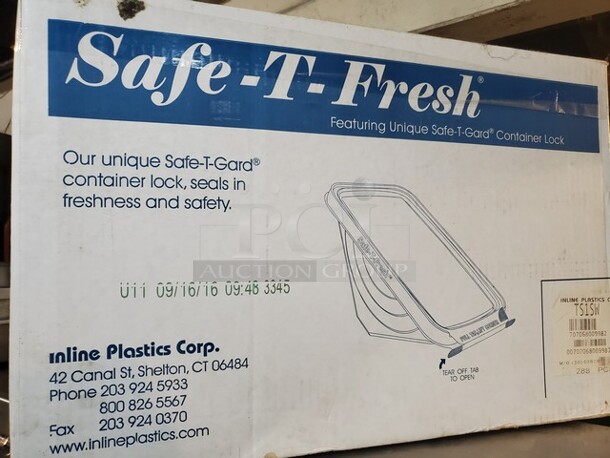 Safe-T-Fresh®
Featuring Unique Safe-T-Gard® Container Lock
Our unique Safe-T-Gard®
container lock, seals in
freshness and safety.
PCI
AUCTION GROUP
U11 09/16/16 09:48 3345
Safe-T-Fresh
TEAR OFF TAB
TO OPEN
Inline Plastics Corp.
42 Canal St, Shelton, CT 06484
Phone 203 924 5933
800 826 5567
Fax 203 924 0370
www.inlineplastics.com
INLINE PLASTICS C
TS1SW